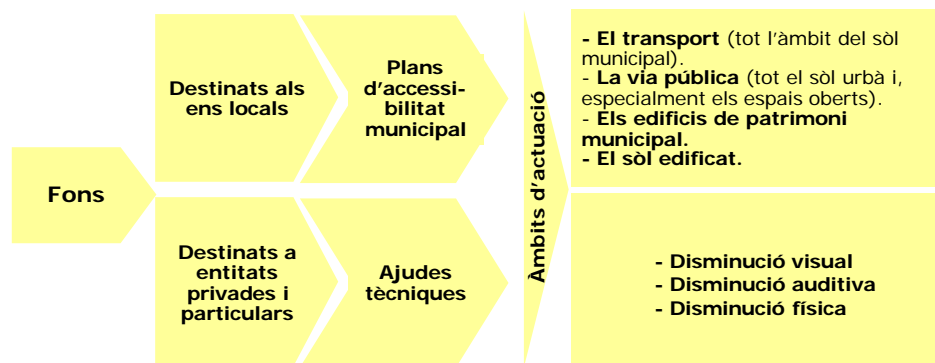 Fons
Destinats als
ens locals
Plans
d'accessi-
bilitat
municipal
Destinats a
entitats
privades i
particulars
Ajudes
tècniques
Àmbits d'actuació
- El transport (tot l'àmbit del sòl
municipal).
- La via pública (tot el sòl urbà i,
especialment els espais oberts).
- Els edificis de patrimoni
municipal.
- El sòl edificat.
- Disminució visual
- Disminució auditiva
- Disminució física